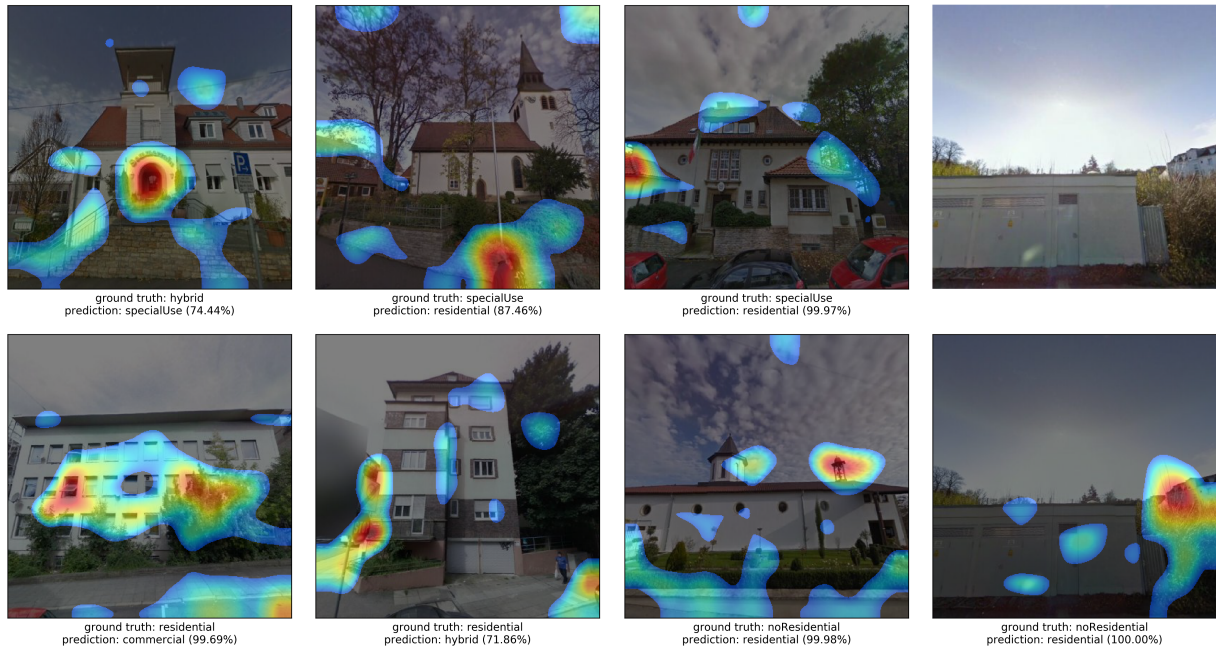 ground truth: hybrid
prediction: specialUse (74.44%)
ground truth: specialUse
prediction: residential (87.46%)
ground truth: specialUse
prediction: residential (99.97%)
P
ground truth: residential
prediction: commercial (99.69%)
ground truth: residential
prediction: hybrid (71.86%)
ground truth: noResidential
prediction: residential (99.98%)
ground truth: noResidential
prediction: residential (100.00%)